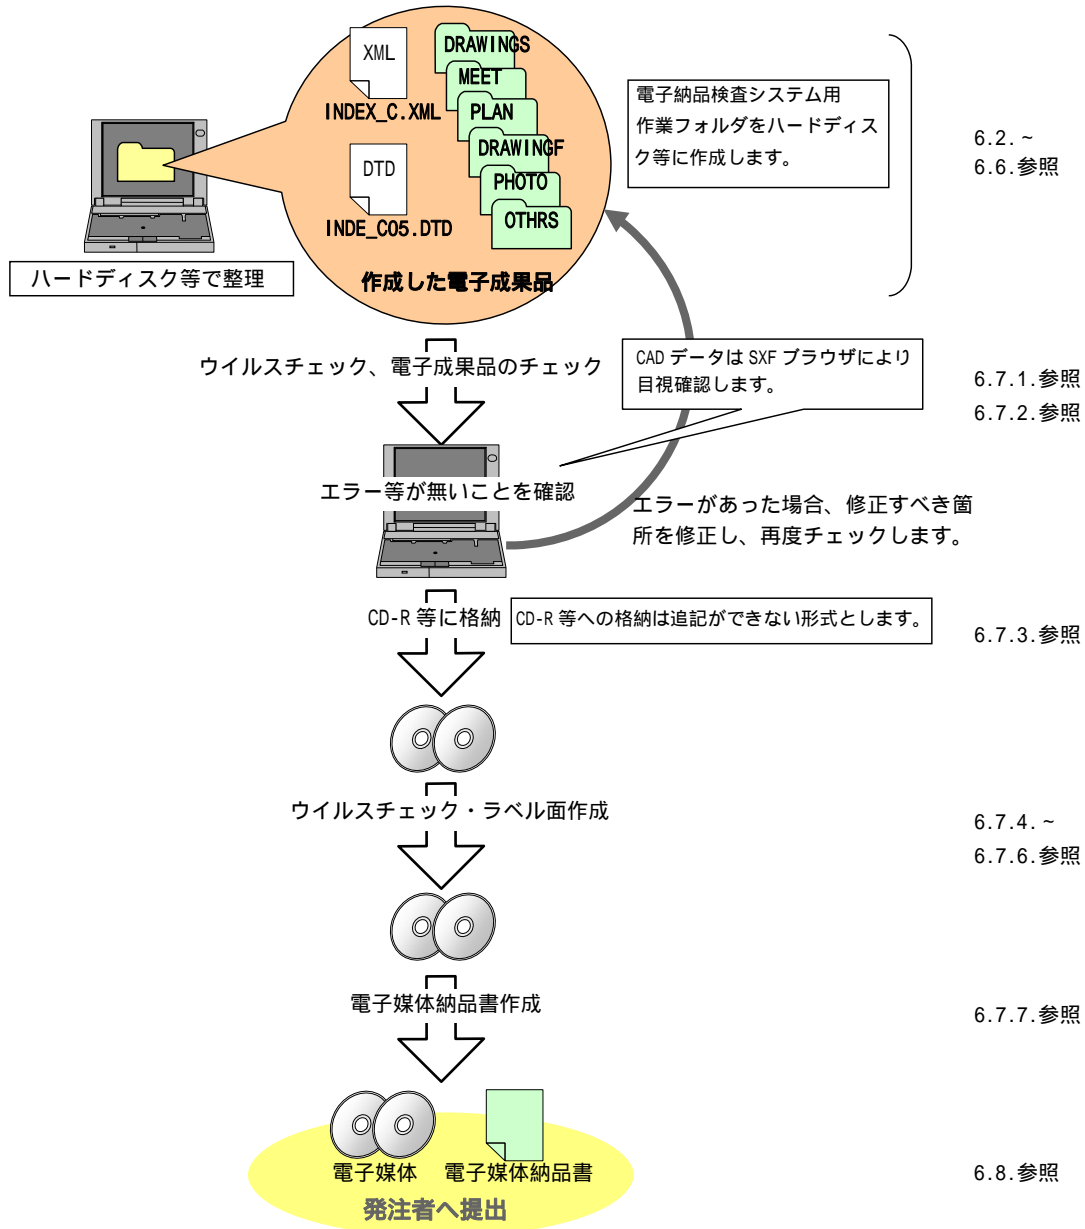 XML
INDEX_C.XML
DTD
INDE_C05.DTD
DRAWINGS
MEET
PLAN
DRAWINGF
PHOTO
OTHRS
作成した電子成果品
ハードディスク等で整理
電子納品検査システム用
作業フォルダをハードディス
ク等に作成します。
6.2.~
6.6.参照
ウイルスチェック、電子成果品のチェック
CAD データは SXF ブラウザにより
目視確認します。
6.7.1.参照
6.7.2.参照
エラー等が無いことを確認
エラーがあった場合、修正すべき箇
所を修正し、再度チェックします。
CD-R 等に格納
CD-R 等への格納は追記ができない形式とします。
6.7.3.参照
ウイルスチェック・ラベル面作成
6.7.4.~
6.7.6.参照
電子媒体納品書作成
6.7.7.参照
電子媒体
電子媒体納品書
発注者へ提出
6.8.参照